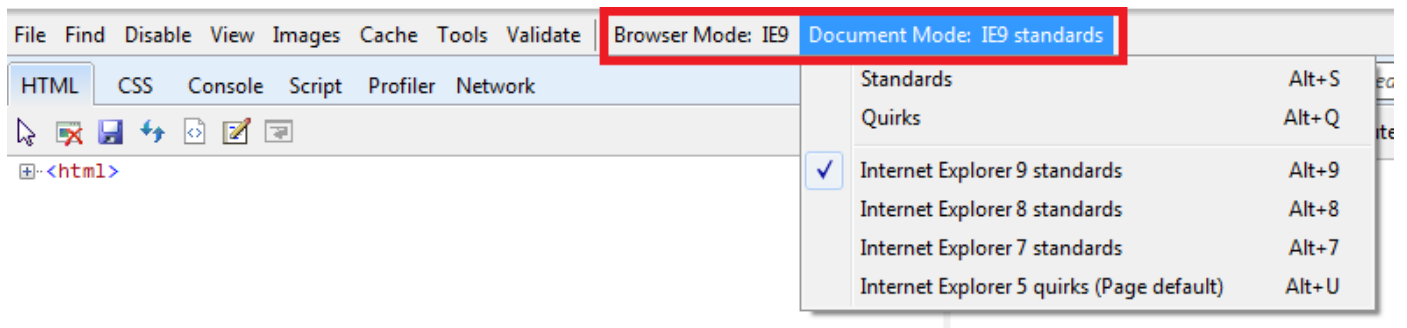 File Find Disable View Images Cache Tools Validate Browser Mode: IE9 Document Mode: IE9 standards
HTML CSS Console Script Profiler Network
Standards Alt+S
Quirks Alt+Q
<html>
Internet Explorer 9 standards Alt+9
Internet Explorer 8 standards Alt+8
Internet Explorer 7 standards Alt+7
Internet Explorer 5 quirks (Page default) Alt+U